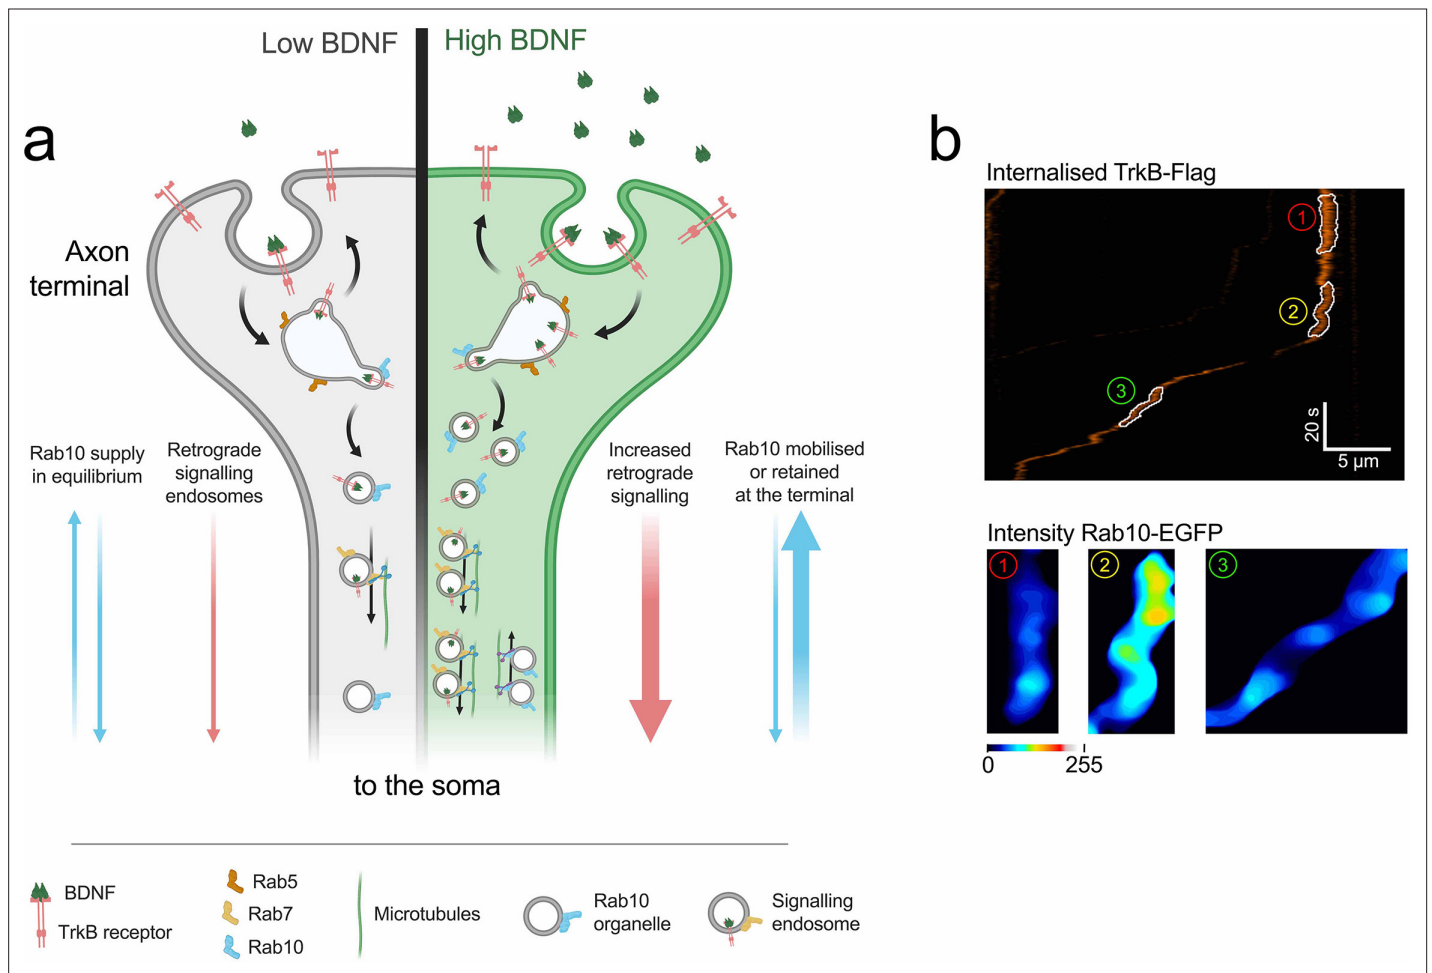 Low BDNF
High BDNF
a
Axon
terminal
Rab10 supply
in equilibrium
Retrograde
signalling
endosomes
Increased
retrograde
signalling
Rab10 mobilised
or retained
at the terminal
to the soma
BDNF
TrkB receptor
Rab5
Rab7
Rab10
Microtubules
Rab10
organelle
Signalling
endosome
b
Internalised TrkB-Flag
1
2
3
20 s
5 µm
Intensity Rab10-EGFP
1
2
3
0
255